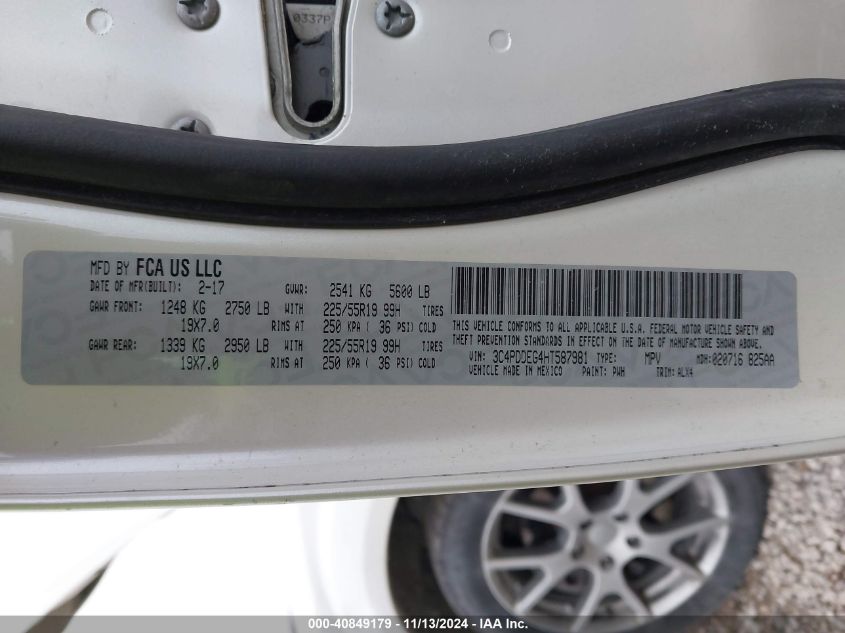 0337P
MFD BY FCA US LLC
DATE OF MFR(BUILT): 2-17 GVWR: 2541 KG 5600 LB
GAWR FRONT: 1248 KG 2750 LB WITH 225/55R19 99H TIRES
19X7.0 RIMS AT 250 KPA ( 36 PSI) COLD
GAWR REAR: 1339 KG 2950 LB WITH 225/55R19 99H TIRES
19X7.0 RIMS AT 250 KPA ( 36 PSI) COLD
THIS VEHICLE CONFORMS TO ALL APPLICABLE U.S.A. FEDERAL MOTOR VEHICLE SAFETY AND
THEFT PREVENTION STANDARDS IN EFFECT ON THE DATE OF MANUFACTURE SHOWN ABOVE.
VIN: 3C4PDDEG4HT587981 TYPE: MPV MDH:020716 825AA
VEHICLE MADE IN MEXICO PAINT: PWH TRIM: ALX4
000-40849179 - 11/13/2024 - IAA Inc.